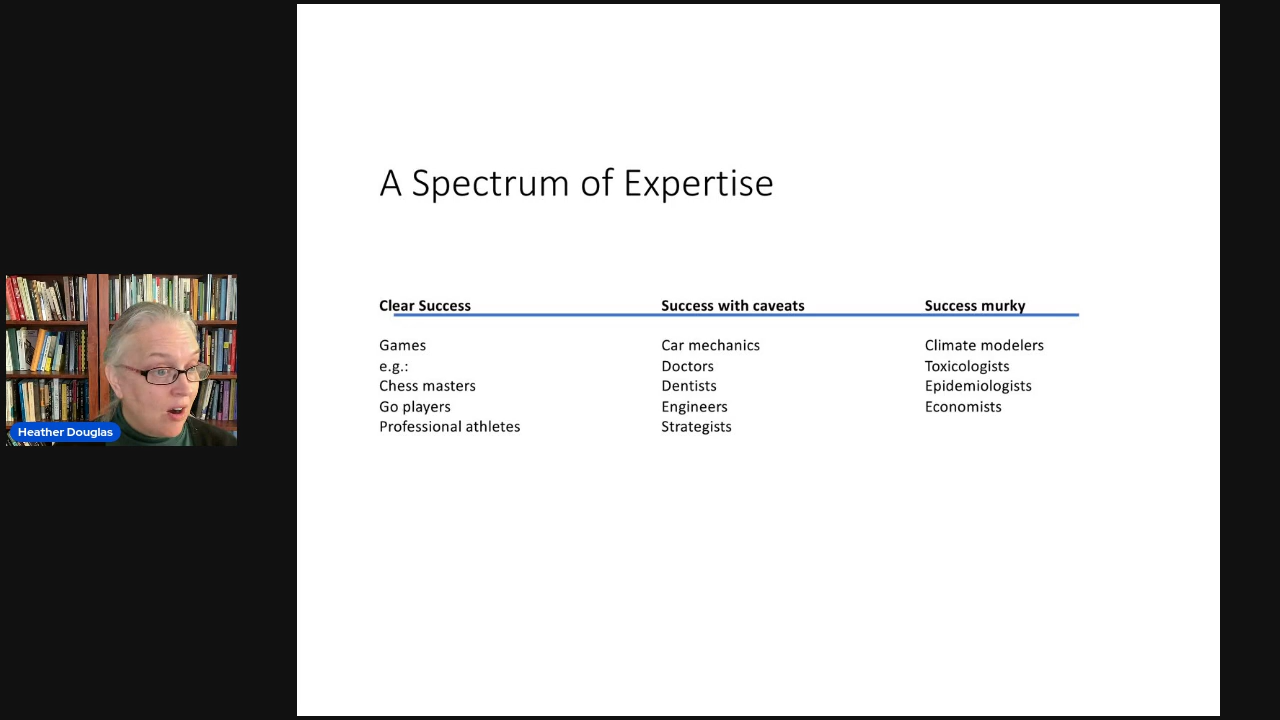 A Spectrum of Expertise
Clear Success
Success with caveats
Success murky
Games
e.g.:
Chess masters
Go players
Professional athletes
Car mechanics
Doctors
Dentists
Engineers
Strategists
Climate modelers
Toxicologists
Epidemiologists
Economists
Heather Douglas